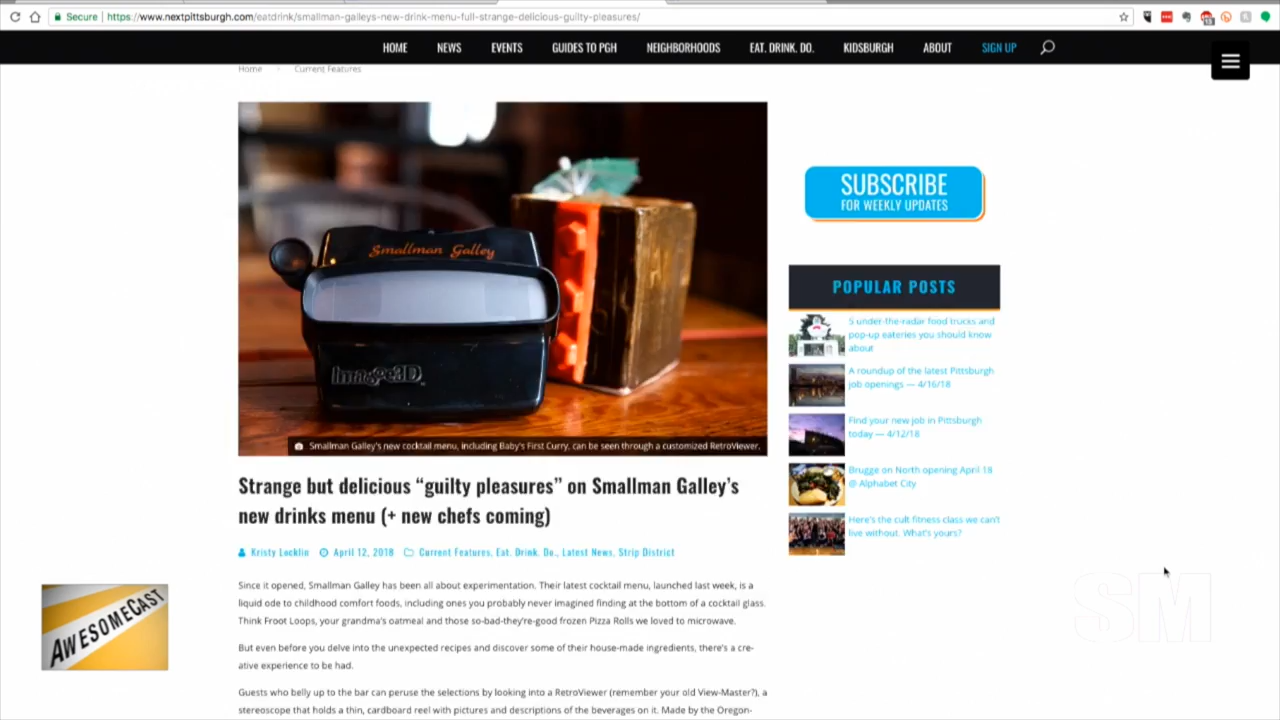 Secure
https://www.nextpittsburgh.com/eatdrink/smallman-galleys-new-drink-menu-full-strange-delicious-guilty-pleasures/
HOME NEWS EVENTS GUIDES TO PGH NEIGHBORHOODS EAT. DRINK. DO. KIDSBURGH ABOUT SIGN UP
Home Current Features
Smallman Galley
Image3D
Smallman Galley's new cocktail menu, including Baby's First Curry, can be seen through a customized RetroViewer.
SUBSCRIBE
FOR WEEKLY UPDATES
POPULAR POSTS
5 under-the-radar food trucks and
pop-up eateries you should know
about
A roundup of the latest Pittsburgh
job openings — 4/16/18
Find your new job in Pittsburgh
today — 4/12/18
Brugge on North opening April 18
@ Alphabet City
Here's the cult fitness class we can't
live without. What's yours?
Strange but delicious “guilty pleasures” on Smallman Galley’s
new drinks menu (+ new chefs coming)
Kristy Locklin April 12, 2018 Current Features, Eat. Drink. Do., Latest News, Strip District
Since it opened, Smallman Galley has been all about experimentation. Their latest cocktail menu, launched last week, is a
liquid ode to childhood comfort foods, including ones you probably never imagined finding at the bottom of a cocktail glass.
Think Froot Loops, your grandma's oatmeal and those so-bad-they're-good frozen Pizza Rolls we loved to microwave.
But even before you delve into the unexpected recipes and discover some of their house-made ingredients, there's a cre-
ative experience to be had.
Guests who belly up to the bar can peruse the selections by looking into a RetroViewer (remember your old View-Master?), a
stereoscope that holds a thin, cardboard reel with pictures and descriptions of the beverages on it. Made by the Oregon-
AWESOMECAST
SM